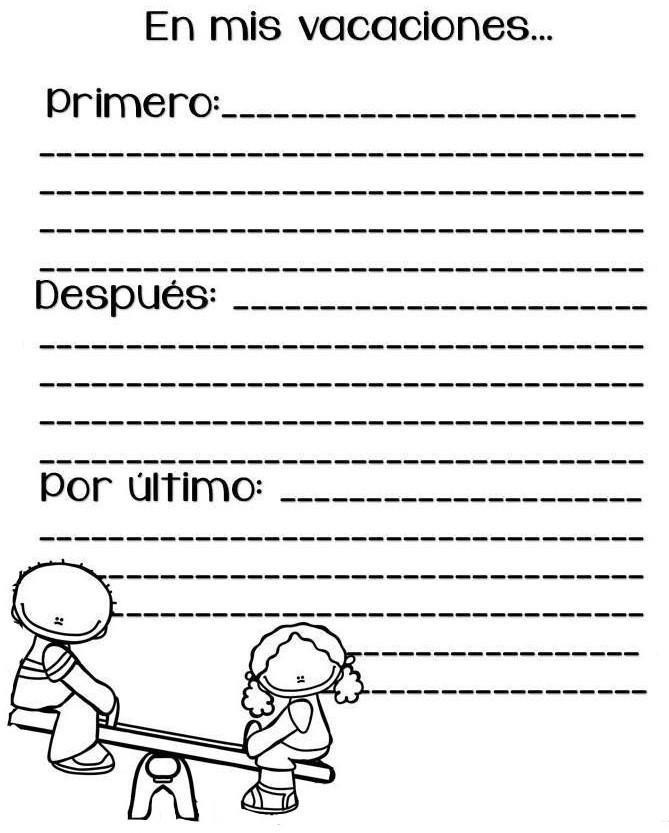 En mis vacaciones...
Primero:
Después:
Por último: